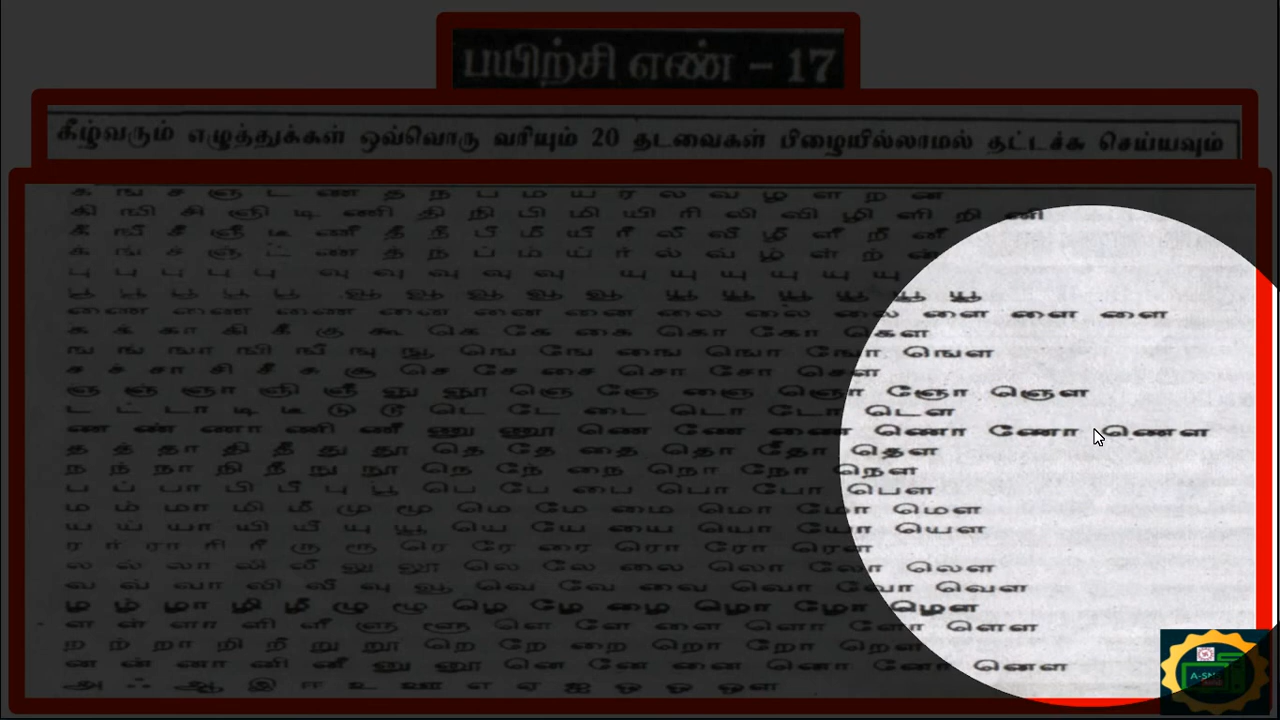 பயிற்சி எண் – 17
கீழ்வரும் எழுத்துக்கள் ஒவ்வொரு வரியும் 20 தடவைகள் பிழையில்லாமல் தட்டச்சு செய்யவும்
க ங ச ஞ ட ண த ந ப ம ய ர ல வ ழ ள ற ன
கி ஙி சி ஞி டி ணி தி நி பி மி யி ரி லி வி ழி ளி றி னி
கீ ஙீ சீ ஞீ டீ ணீ தீ நீ பீ மீ யீ ரீ லீ வீ ழீ ளீ றீ னீ
க் ங் ச் ஞ் ட் ண் த் ந் ப் ம் ய் ர் ல் வ் ழ் ள் ற் ன்
பு பு பு பு பு வு வு வு வு வு யு யு யு யு யு யு
பூ பூ பூ பூ பூ வூ வூ வூ வூ வூ யூ யூ யூ யூ யூ யூ
ணை ணை ணை னை னை னை லை லை லை ளை ளை ளை
க க் கா கி கீ கு கூ கெ கே கை கொ கோ கௌ
ங ங் ஙா ஙி ஙீ ஙு ஙூ ஙெ ஙே ஙை ஙொ ஙோ ஙௌ
ச ச் சா சி சீ சு சூ செ சே சை சொ சோ சௌ
ஞ ஞ் ஞா ஞி ஞீ ஞு ஞூ ஞெ ஞே ஞை ஞொ ஞோ ஞௌ
ட ட் டா டி டீ டு டூ டெ டே டை டொ டோ டௌ
ண ண் ணா ணி ணீ ணு ணூ ணெ ணே ணை ணொ ணோ ணௌ
த த் தா தி தீ து தூ தெ தே தை தொ தோ தௌ
ந ந் நா நி நீ நு நூ நெ நே நை நொ நோ நௌ
ப ப் பா பி பீ பு பூ பெ பே பை பொ போ பௌ
ம ம் மா மி மீ மு மூ மெ மே மை மொ மோ மௌ
ய ய் யா யி யீ யு யூ யெ யே யை யொ யோ யௌ
ர ர் ரா ரி ரீ ரு ரூ ரெ ரே ரை ரொ ரோ ரௌ
ல ல் லா லி லீ லு லூ லெ லே லை லொ லோ லௌ
வ வ் வா வி வீ வு வூ வெ வே வை வொ வோ வௌ
ழ ழ் ழா ழி ழீ ழு ழூ ழெ ழே ழை ழொ ழோ ழௌ
ள ள் ளா ளி ளீ ளு ளூ ளெ ளே ளை ளொ ளோ ளௌ
ற ற் றா றி றீ று றூ றெ றே றை றொ றோ றௌ
ன ன் னா னி னீ னு னூ னெ னே னை னொ னோ னௌ
அ ஃ ஆ இ ஈ உ ஊ எ ஏ ஐ ஒ ஓ ஔ